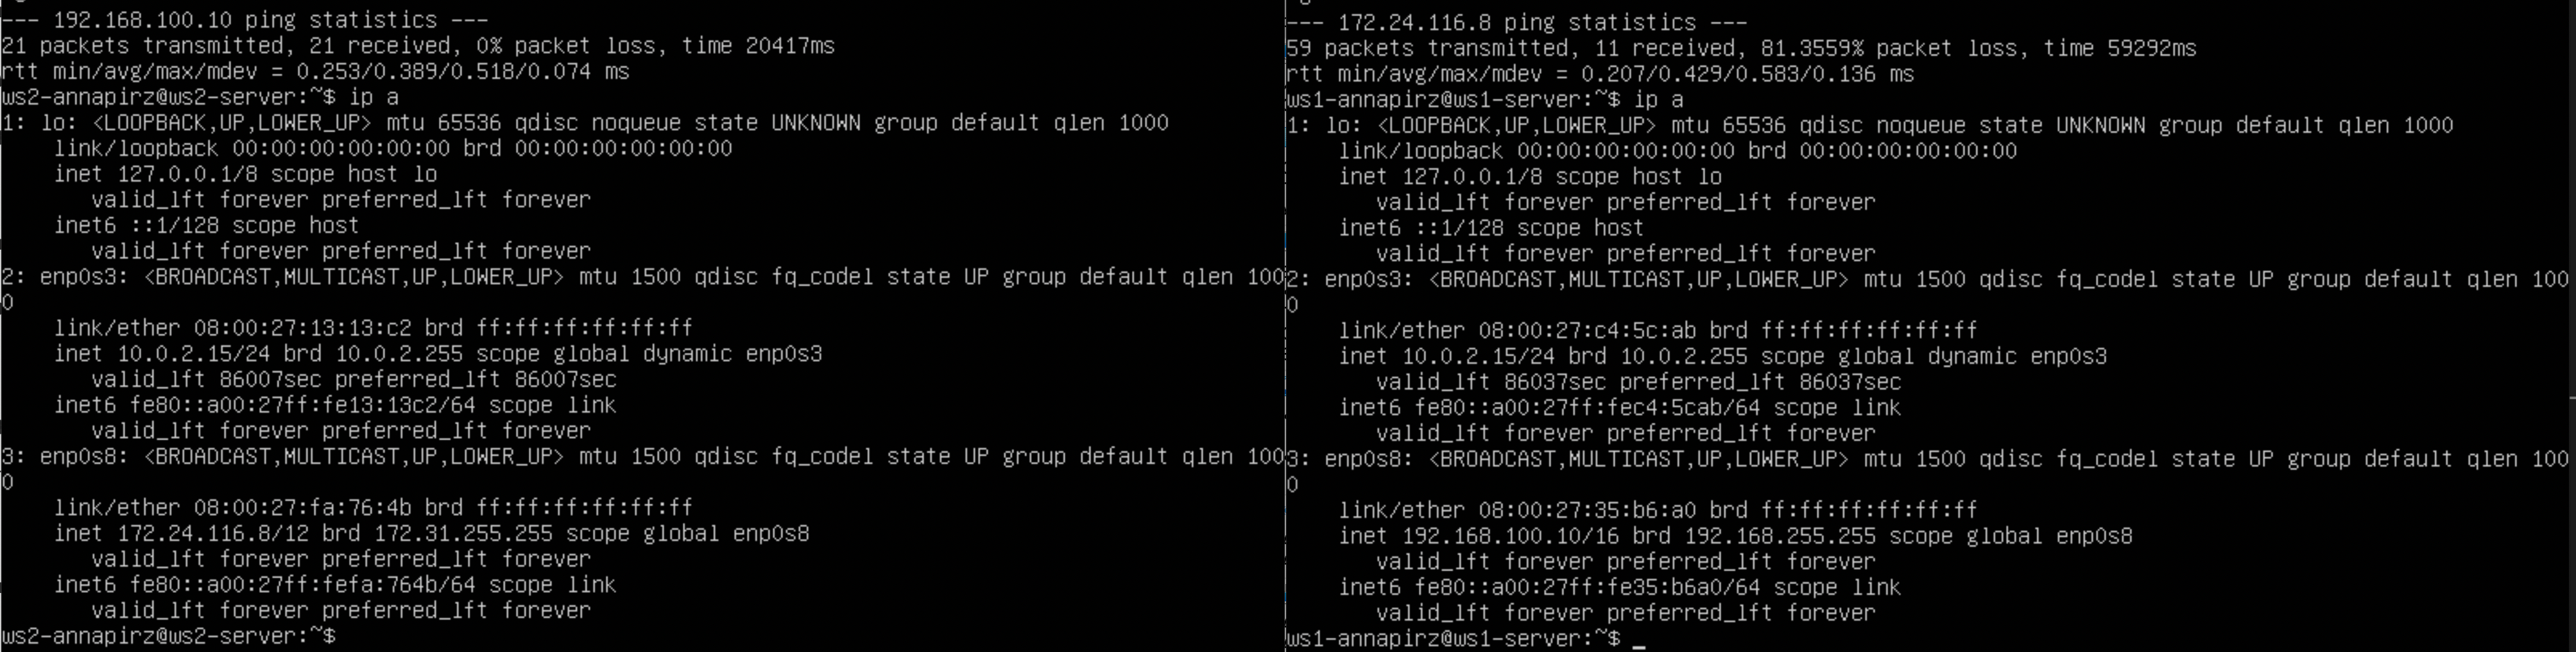 --- 192.168.100.10 ping statistics ---
21 packets transmitted, 21 received, 0% packet loss, time 20417ms
rtt min/avg/max/mdev = 0.253/0.389/0.518/0.074 ms
ws2-annapirz@ws2-server:~$ ip a
1: lo: <LOOPBACK,UP,LOWER_UP> mtu 65536 qdisc noqueue state UNKNOWN group default qlen 1000
    link/loopback 00:00:00:00:00:00 brd 00:00:00:00:00:00
    inet 127.0.0.1/8 scope host lo
       valid_lft forever preferred_lft forever
    inet6 ::1/128 scope host
       valid_lft forever preferred_lft forever
2: enp0s3: <BROADCAST,MULTICAST,UP,LOWER_UP> mtu 1500 qdisc fq_codel state UP group default qlen 100
0
    link/ether 08:00:27:13:13:c2 brd ff:ff:ff:ff:ff:ff
    inet 10.0.2.15/24 brd 10.0.2.255 scope global dynamic enp0s3
       valid_lft 86007sec preferred_lft 86007sec
    inet6 fe80::a00:27ff:fe13:13c2/64 scope link
       valid_lft forever preferred_lft forever
3: enp0s8: <BROADCAST,MULTICAST,UP,LOWER_UP> mtu 1500 qdisc fq_codel state UP group default qlen 100
0
    link/ether 08:00:27:fa:76:4b brd ff:ff:ff:ff:ff:ff
    inet 172.24.116.8/12 brd 172.31.255.255 scope global enp0s8
       valid_lft forever preferred_lft forever
    inet6 fe80::a00:27ff:fefa:764b/64 scope link
       valid_lft forever preferred_lft forever
ws2-annapirz@ws2-server:~$
--- 172.24.116.8 ping statistics ---
59 packets transmitted, 11 received, 81.3559% packet loss, time 59292ms
rtt min/avg/max/mdev = 0.207/0.429/0.583/0.136 ms
ws1-annapirz@ws1-server:~$ ip a
1: lo: <LOOPBACK,UP,LOWER_UP> mtu 65536 qdisc noqueue state UNKNOWN group default qlen 1000
    link/loopback 00:00:00:00:00:00 brd 00:00:00:00:00:00
    inet 127.0.0.1/8 scope host lo
       valid_lft forever preferred_lft forever
    inet6 ::1/128 scope host
       valid_lft forever preferred_lft forever
2: enp0s3: <BROADCAST,MULTICAST,UP,LOWER_UP> mtu 1500 qdisc fq_codel state UP group default qlen 100
0
    link/ether 08:00:27:c4:5c:ab brd ff:ff:ff:ff:ff:ff
    inet 10.0.2.15/24 brd 10.0.2.255 scope global dynamic enp0s3
       valid_lft 86037sec preferred_lft 86037sec
    inet6 fe80::a00:27ff:fec4:5cab/64 scope link
       valid_lft forever preferred_lft forever
3: enp0s8: <BROADCAST,MULTICAST,UP,LOWER_UP> mtu 1500 qdisc fq_codel state UP group default qlen 100
0
    link/ether 08:00:27:35:b6:a0 brd ff:ff:ff:ff:ff:ff
    inet 192.168.100.10/16 brd 192.168.255.255 scope global enp0s8
       valid_lft forever preferred_lft forever
    inet6 fe80::a00:27ff:fe35:b6a0/64 scope link
       valid_lft forever preferred_lft forever
ws1-annapirz@ws1-server:~$ _